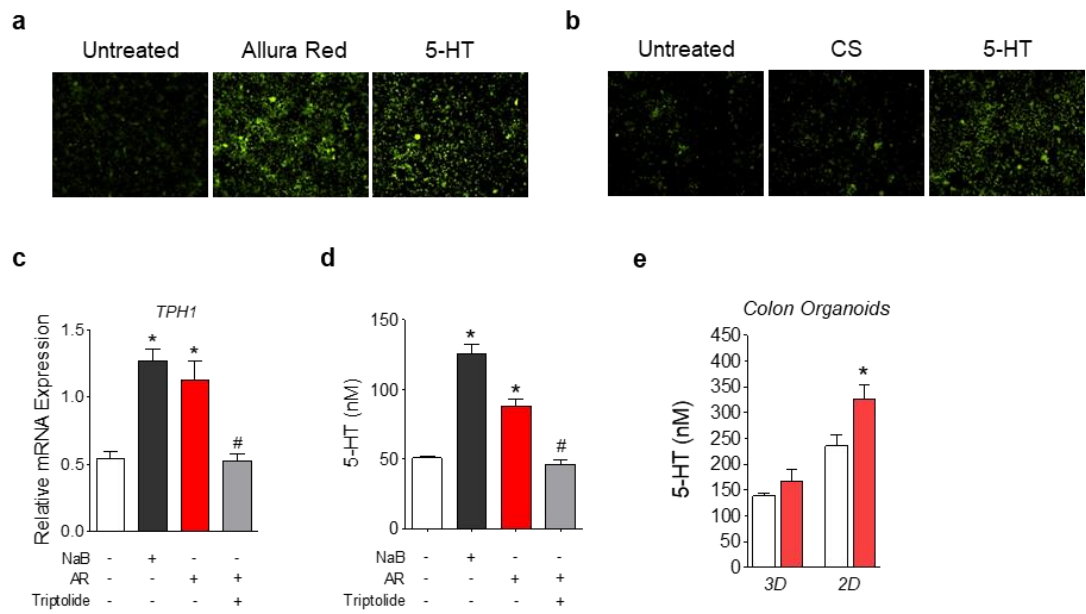 a
Untreated Allura Red 5-HT
b
Untreated CS 5-HT
c
TPH1
Relative mRNA Expression
1.5
1.0
0.5
0.0
* * #
NaB - + - -
AR - - + +
Triptolide - - - +
d
5-HT (nM)
150
100
50
0
* * #
NaB - + - -
AR - - + +
Triptolide - - - +
e
Colon Organoids
5-HT (nM)
450
400
350
300
250
200
150
100
50
0
*
3D 2D